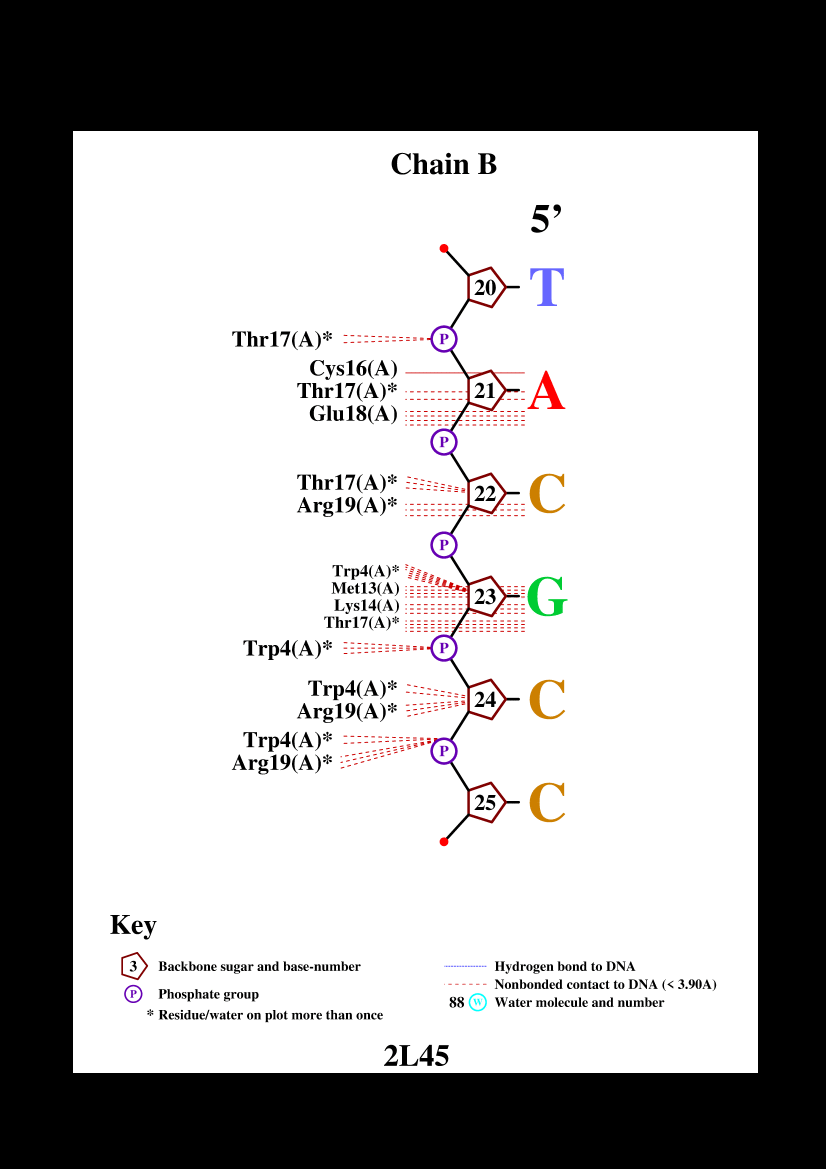 Chain B
5’
20 T
P
Thr17(A)*
Cys16(A)
Thr17(A)*
Glu18(A)
21 A
P
Thr17(A)*
Arg19(A)*
22 C
P
Trp4(A)*
Met13(A)
Lys14(A)
Thr17(A)*
23 G
Trp4(A)*
P
Trp4(A)*
Arg19(A)*
24 C
Trp4(A)*
Arg19(A)*
P
25 C
Key
3 Backbone sugar and base-number
P Phosphate group
* Residue/water on plot more than once
Hydrogen bond to DNA
Nonbonded contact to DNA (< 3.90A)
88 W Water molecule and number
2L45